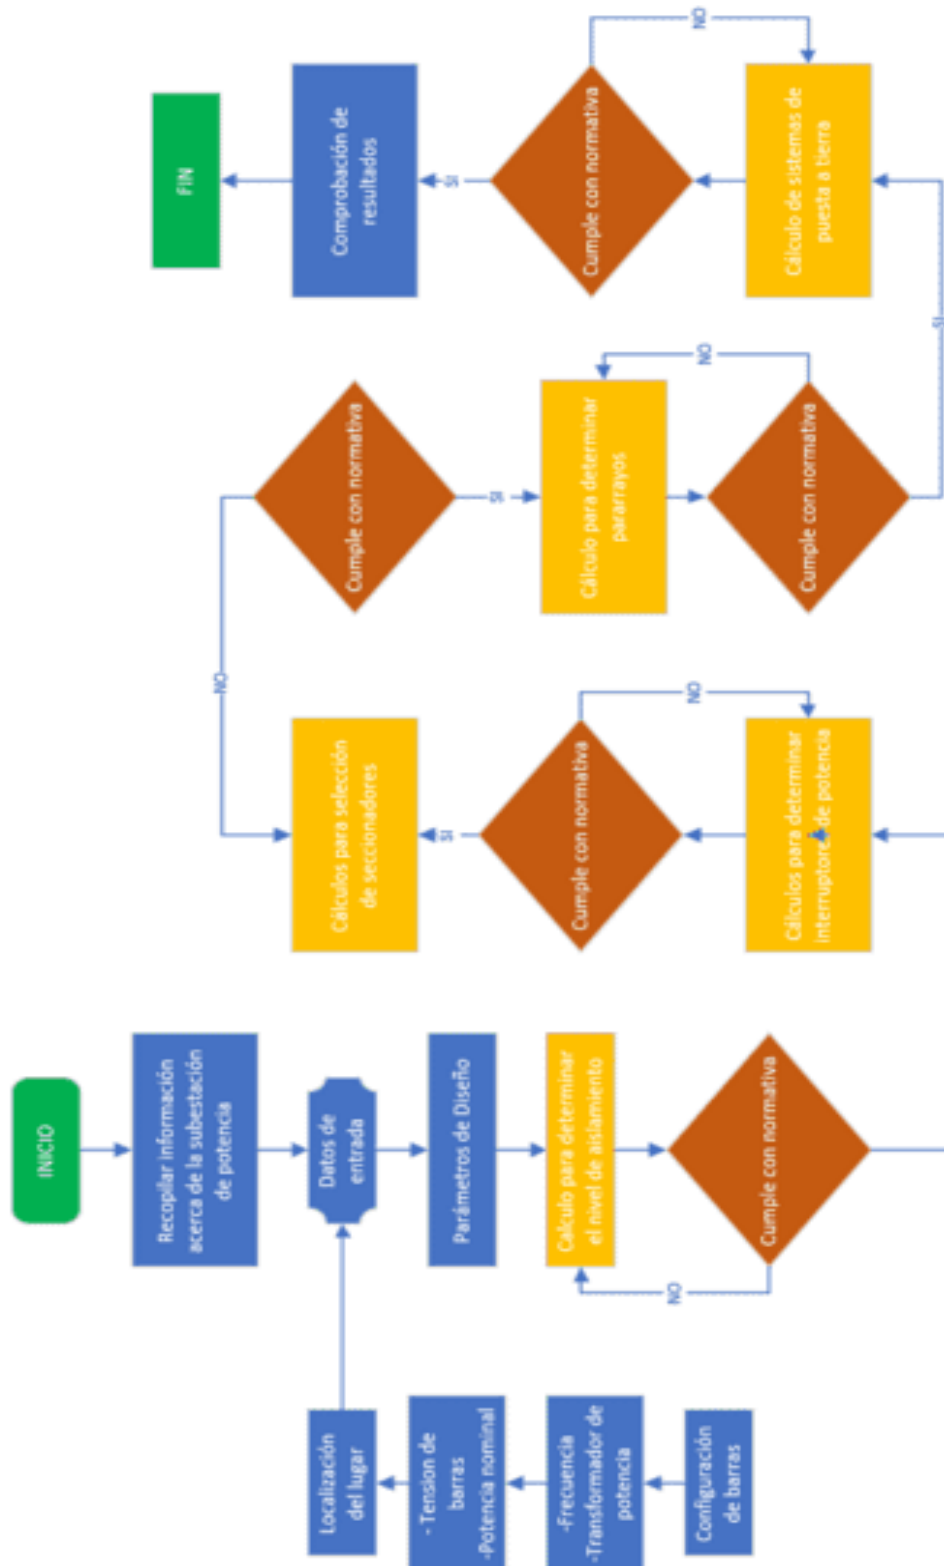 INICIO
Recopilar información
acerca de la subestación
de potencia
Datos de
entrada
Parámetros de Diseño
Calculo para determinar
el nivel de aislamiento
Cumple con normativa
NO
Localización
del lugar
- Tension de
barras
-Potencia nominal
-Frecuencia
-Transformador de
potencia
Configuración
de barras
Cálculos para determinar
interruptores de potencia
Cumple con normativa
NO
SI
Cálculos para selección
de seccionadores
NO
Cumple con normativa
SI
Cálculo para determinar
pararrayos
NO
Cumple con normativa
SI
Cálculo de sistemas de
puesta a tierra
Cumple con normativa
NO
SI
Comprobación de
resultados
FIN